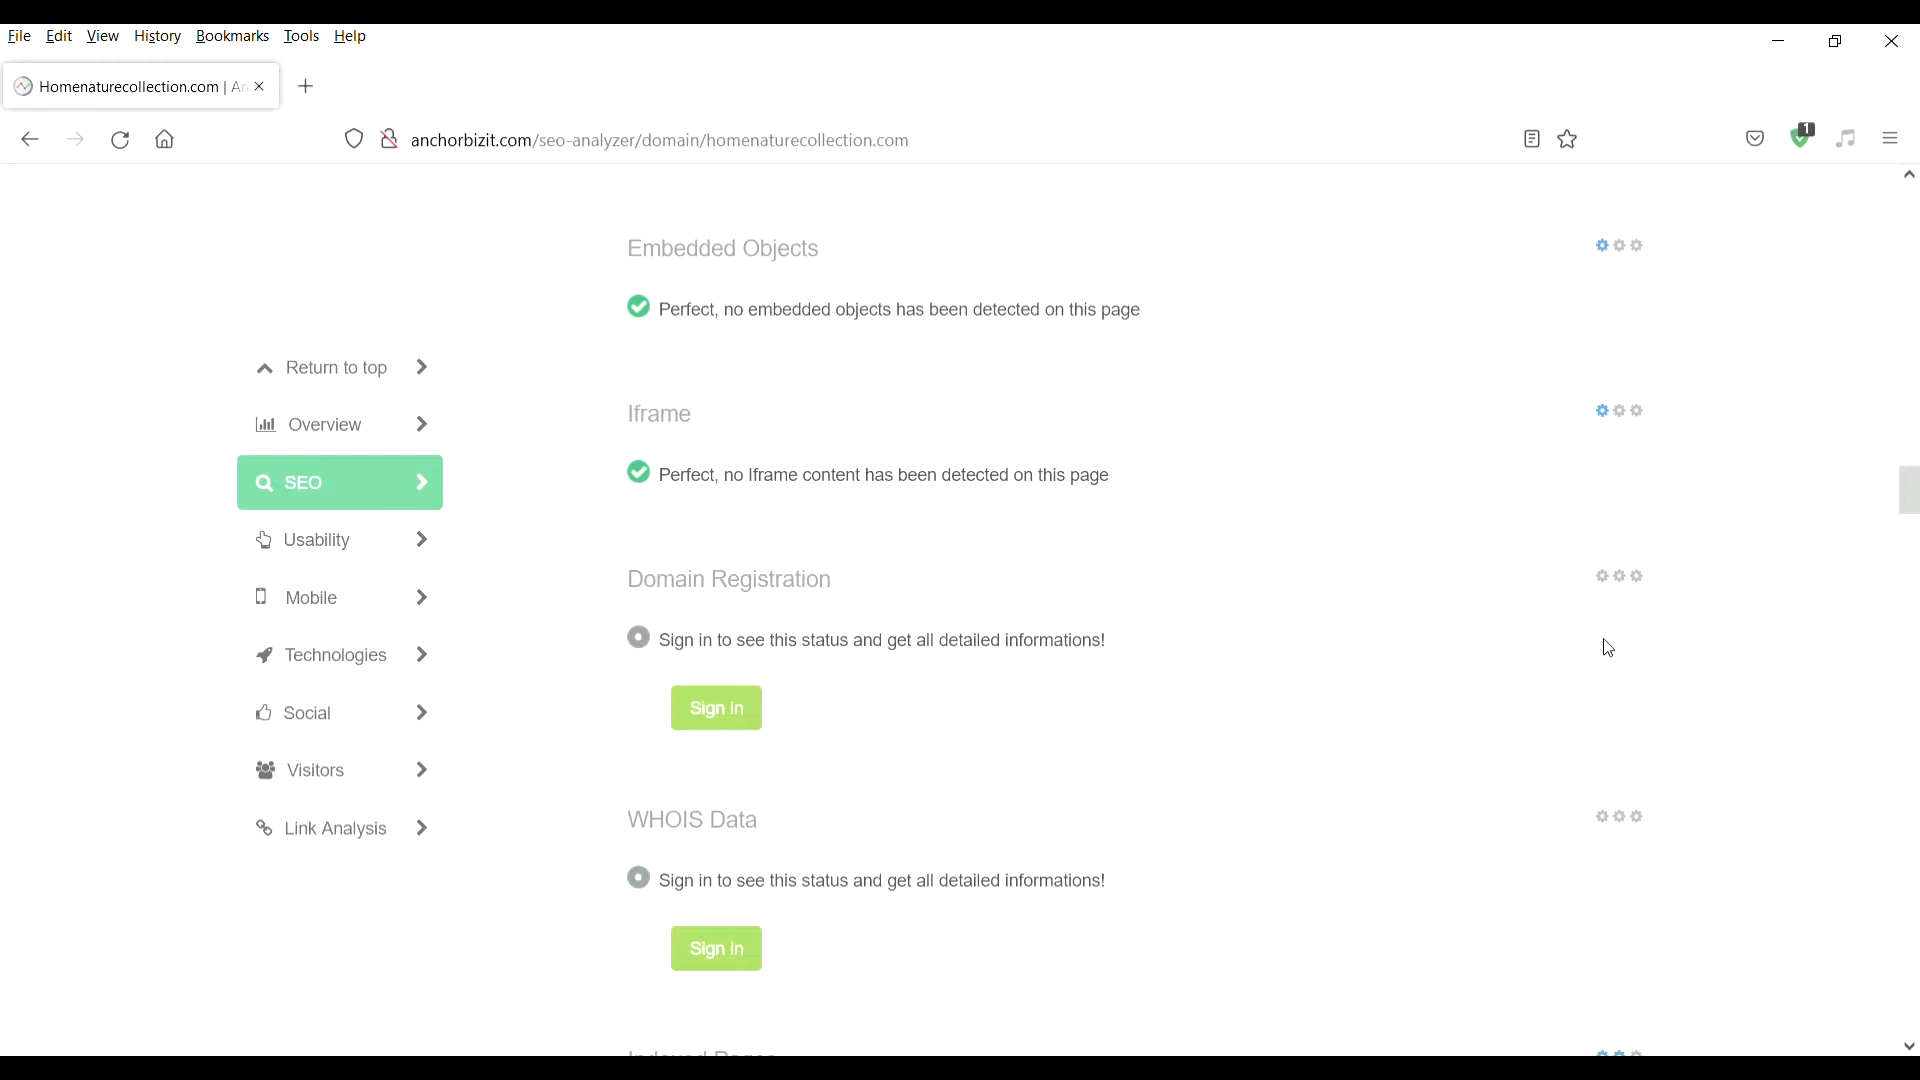 File Edit View History Bookmarks Tools Help
Homenaturecollection.com |
anchorbizit.com/seo-analyzer/domain/homenaturecollection.com
1
Embedded Objects
Perfect, no embedded objects has been detected on this page
Return to top
Overview
SEO
Usability
Mobile
Technologies
Social
Visitors
Link Analysis
Iframe
Perfect, no Iframe content has been detected on this page
Domain Registration
Sign in to see this status and get all detailed informations!
Sign in
WHOIS Data
Sign in to see this status and get all detailed informations!
Sign in